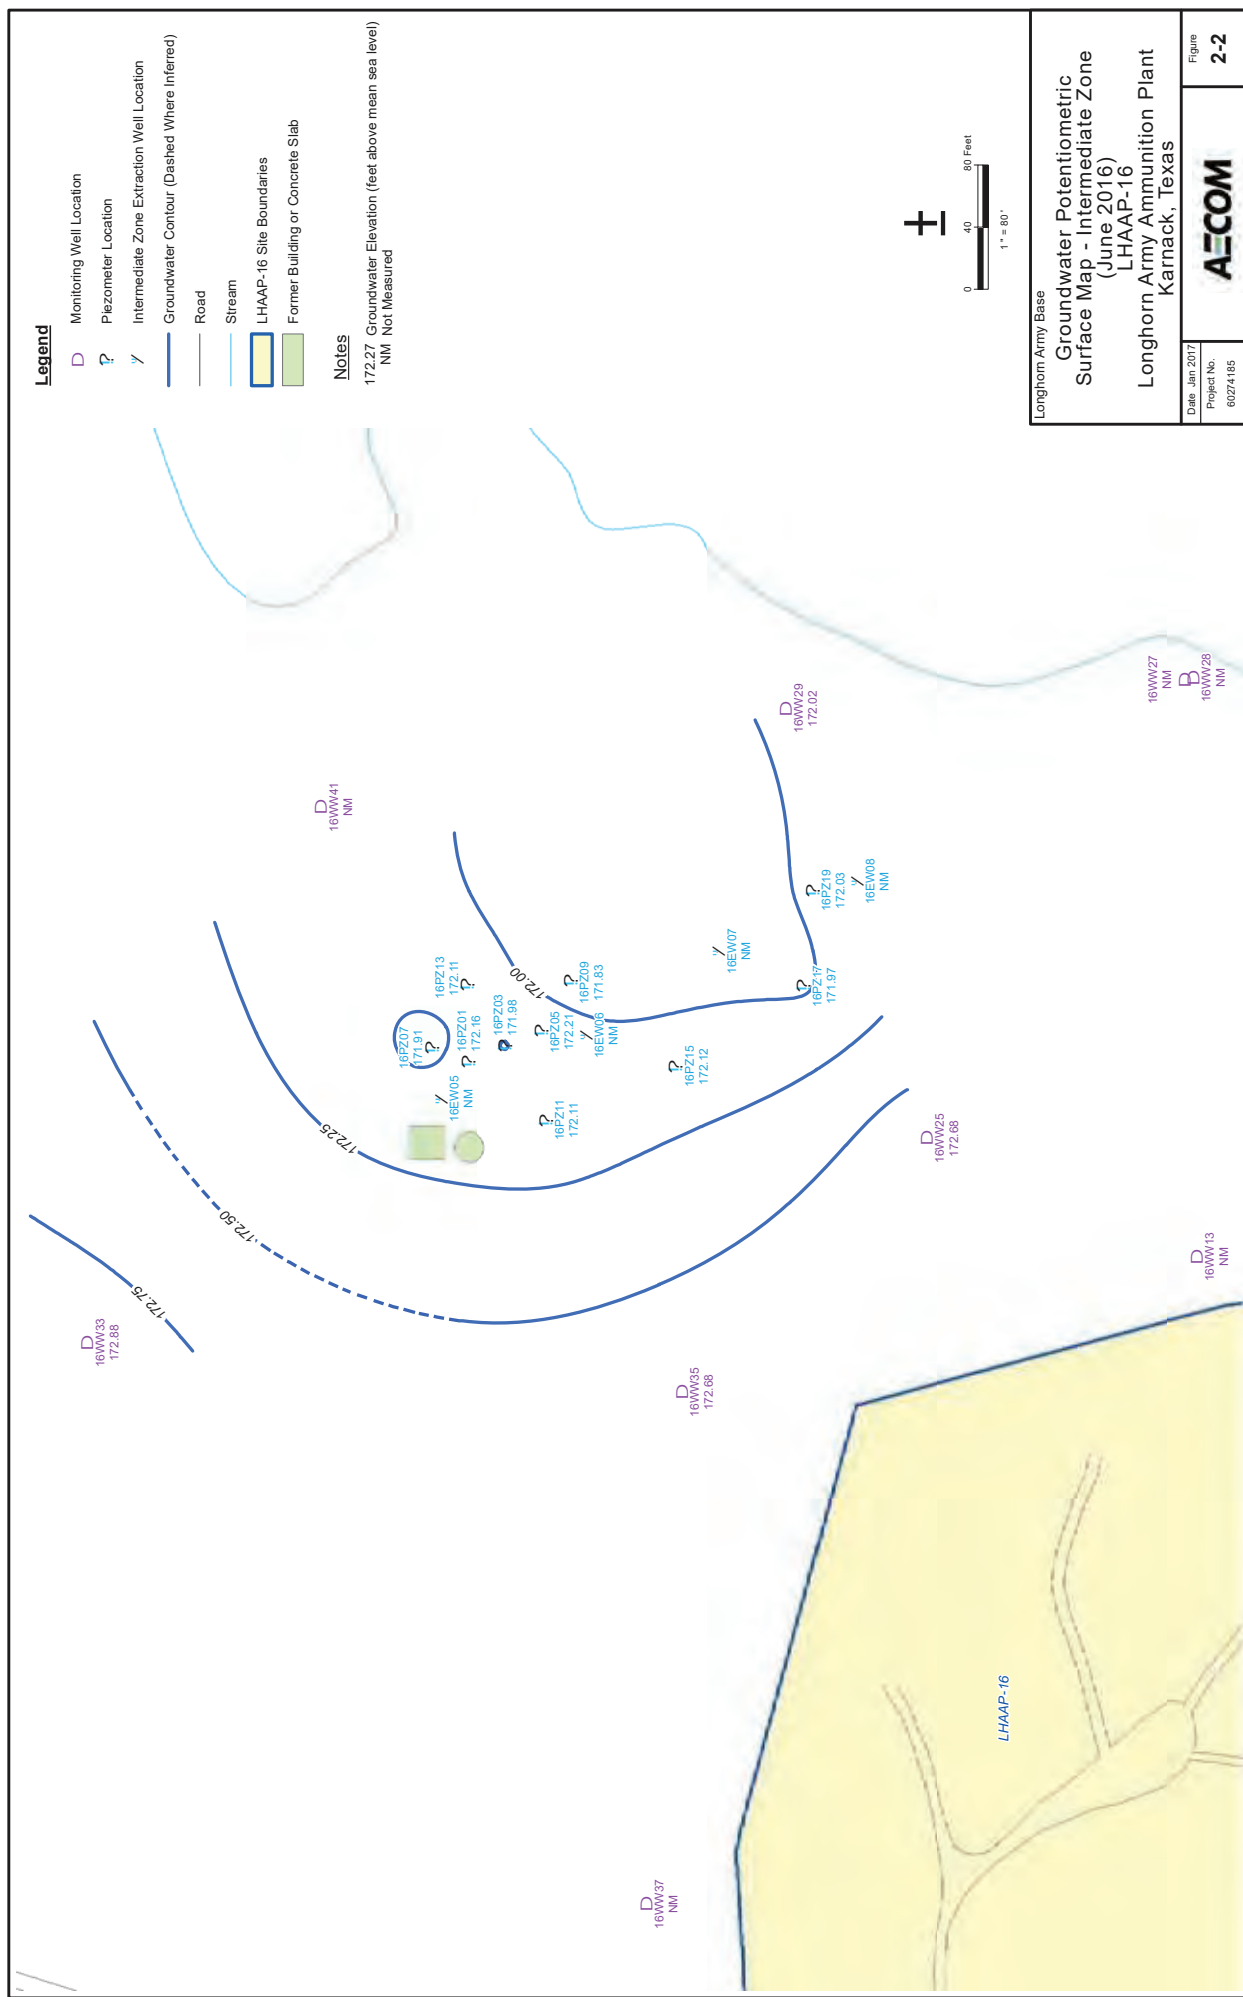 Legend
Monitoring Well Location
Piezometer Location
Intermediate Zone Extraction Well Location
Groundwater Contour (Dashed Where Inferred)
Road
Stream
LHAAP-16 Site Boundaries
Former Building or Concrete Slab
Notes
172.27 Groundwater Elevation (feet above mean sea level)
NM Not Measured
16WW41
NM
16WW29
172.02
16WW27
NM
16WW28
NM
16PZ13
172.11
16PZ07
171.91
16PZ01
172.16
16PZ03
171.98
16PZ05
172.21
16PZ09
171.83
16EW05
NM
16EW06
NM
16EW07
NM
16EW08
NM
16PZ19
172.03
16PZ17
171.97
16PZ15
172.12
16PZ11
172.11
172.00
172.25
172.50
172.75
16WW33
172.88
16WW35
172.68
16WW25
172.68
16WW13
NM
16WW37
NM
LHAAP-16
0 40 80 Feet
1" = 80'
Longhorn Army Base
Groundwater Potentiometric
Surface Map - Intermediate Zone
(June 2016)
LHAAP-16
Longhorn Army Ammunition Plant
Karnack, Texas
Date Jan 2017
Project No.
60274185
AECOM
Figure
2-2